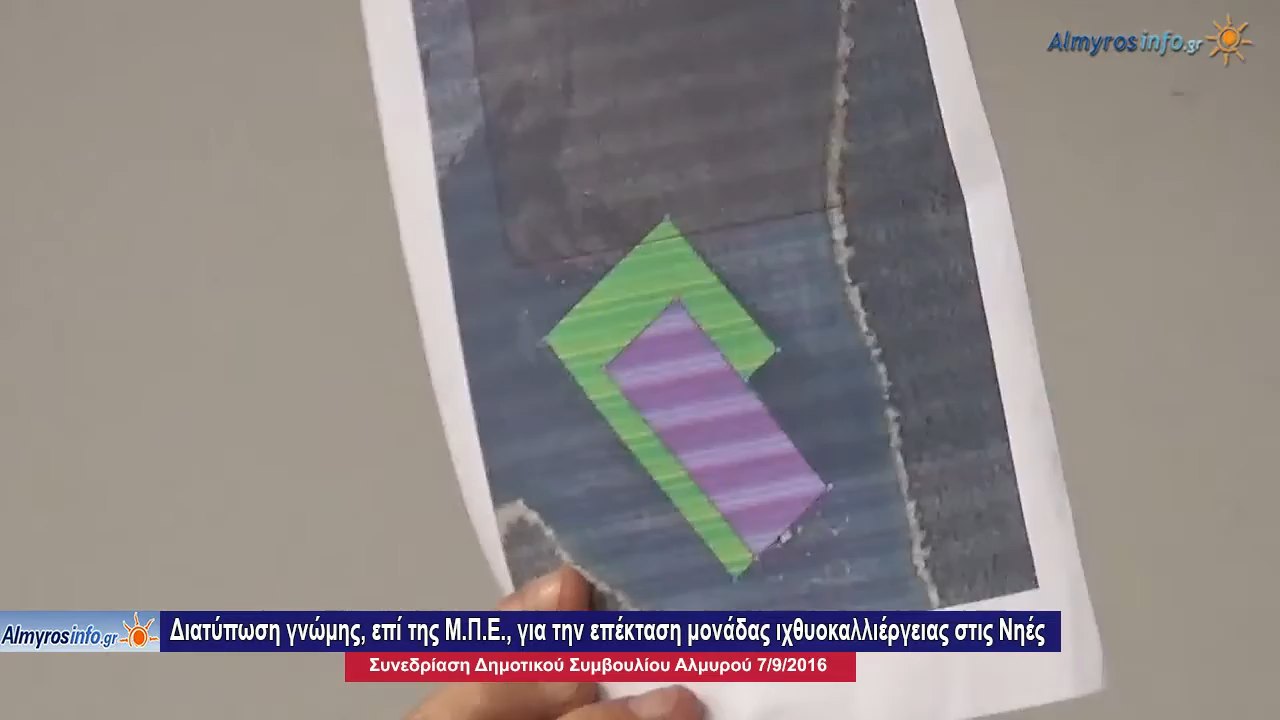 Almyrosinfo.gr
Almyrosinfo.gr
Διατύπωση γνώμης, επί της Μ.Π.Ε., για την επέκταση μονάδας ιχθυοκαλλιέργειας στις Νηές
Συνεδρίαση Δημοτικού Συμβουλίου Αλμυρού 7/9/2016